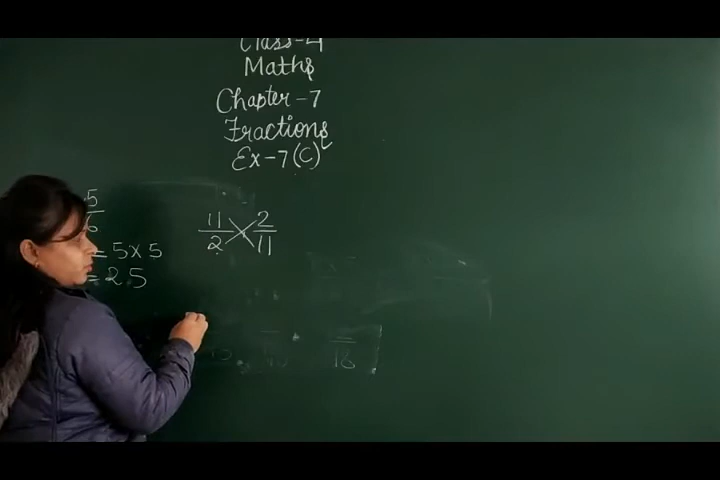 Class-4
Maths
Chapter-7
Fractions
Ex-7(C)
5
6
= 5 x 5
= 25
11 2
2 11
16